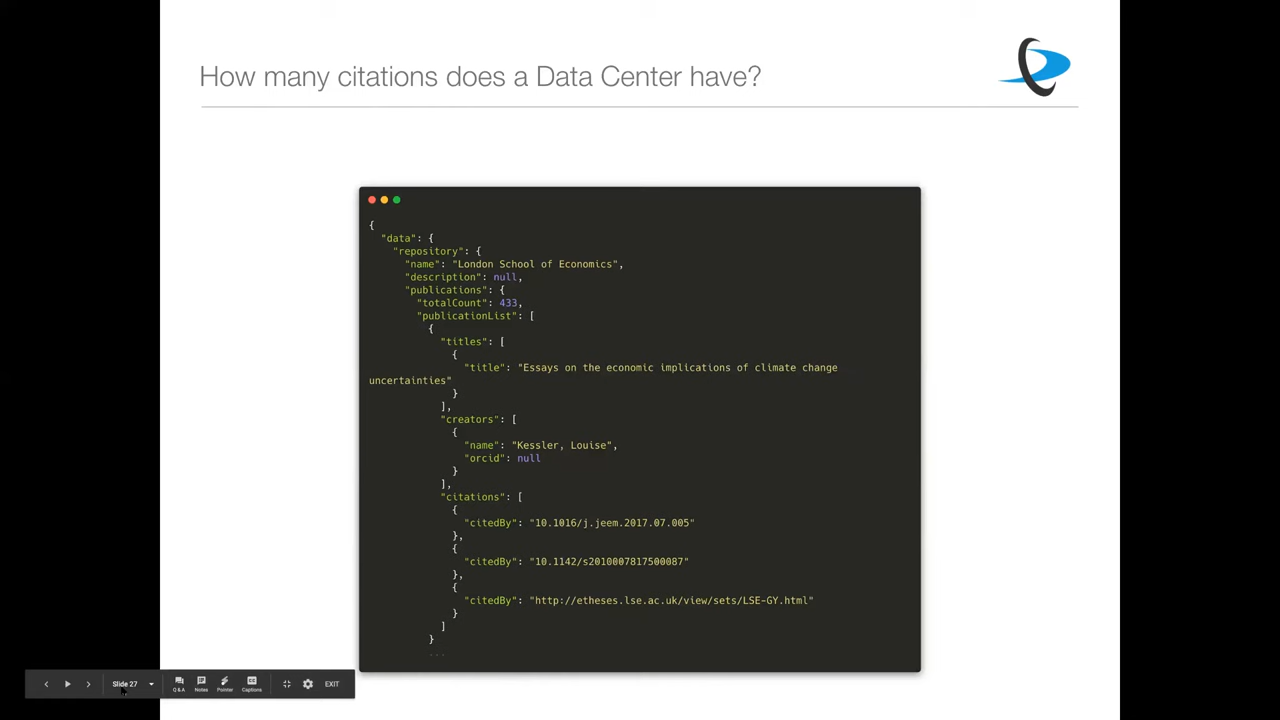 How many citations does a Data Center have?
{
"data": {
"repository": {
"name": "London School of Economics",
"description": null,
"publications": {
"totalCount": 433,
"publicationList": [
{
"titles": [
{
"title": "Essays on the economic implications of climate change
uncertainties"
}
],
"creators": [
{
"name": "Kessler, Louise",
"orcid": null
}
],
"citations": [
{
"citedBy": "10.1016/j.jeem.2017.07.005"
},
{
"citedBy": "10.1142/s2010007817500087"
},
{
"citedBy": "http://etheses.lse.ac.uk/view/sets/LSE-GY.html"
}
]
}
...
Slide 27
Q&A
Notes
Pointer
Captions
EXIT